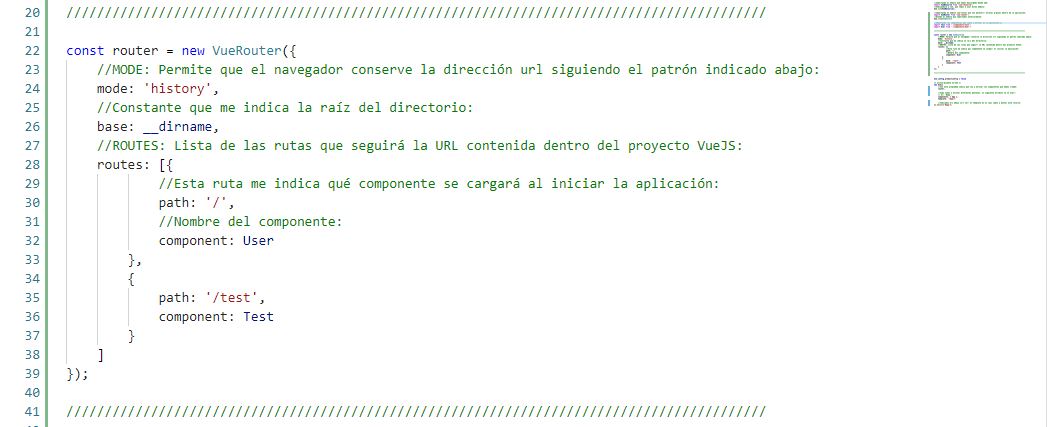 20 ///////////////////////////////////////////////////////////////////////////////////////////
21
22 const router = new VueRouter({
23 //MODE: Permite que el navegador conserve la dirección url siguiendo el patrón indicado abajo:
24 mode: 'history',
25 //Constante que me indica la raíz del directorio:
26 base: __dirname,
27 //ROUTES: Lista de las rutas que seguirá la URL contenida dentro del proyecto VueJS:
28 routes: [{
29 //Esta ruta me indica qué componente se cargará al iniciar la aplicación:
30 path: '/',
31 //Nombre del componente:
32 component: User
33 },
34 {
35 path: '/test',
36 component: Test
37 }
38 ]
39 });
40
41 ///////////////////////////////////////////////////////////////////////////////////////////